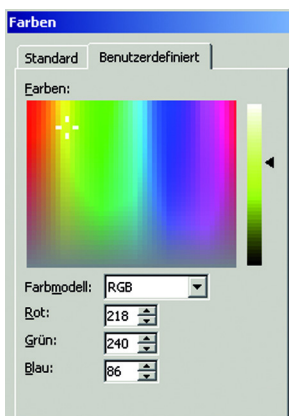 Farben
Standard Benutzerdefiniert
Farben:
Farbmodell: RGB
Rot: 218
Grün: 240
Blau: 86